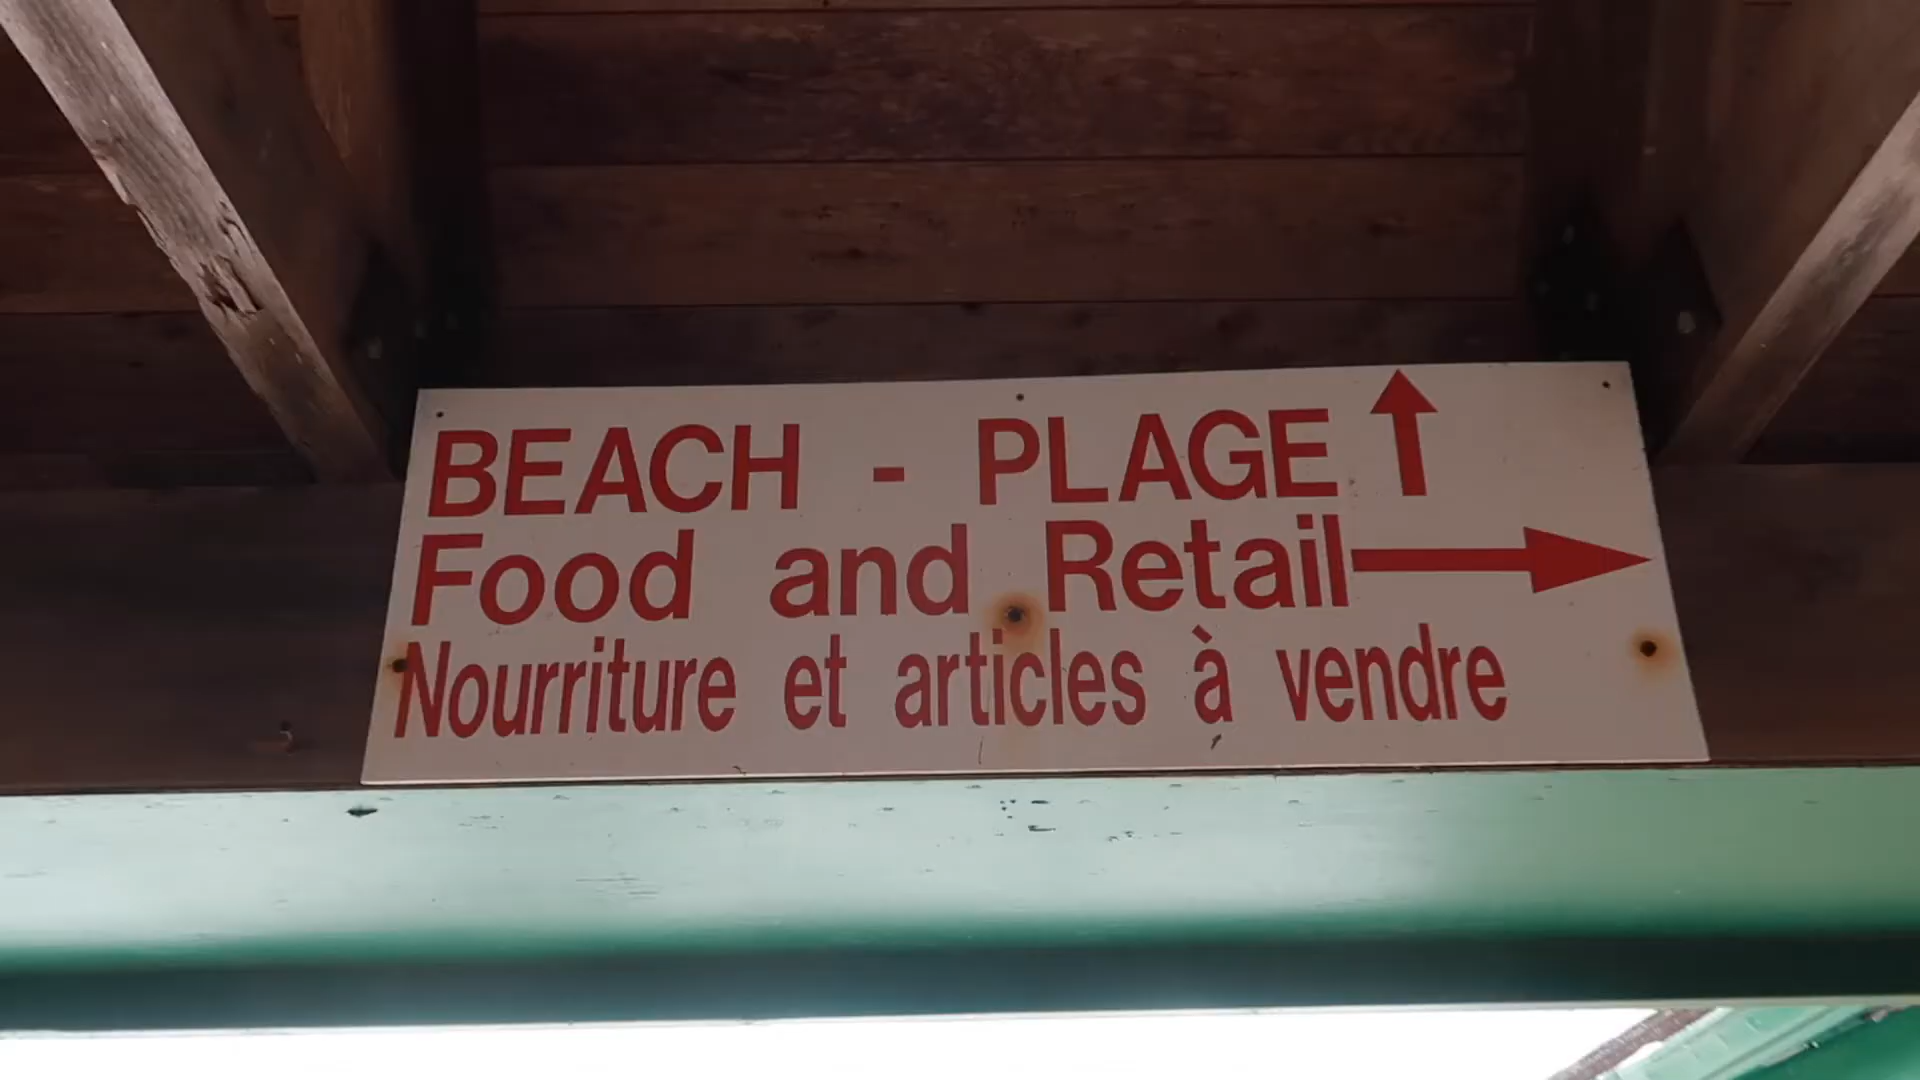 BEACH - PLAGE
Food and Retail
Nourriture et articles à vendre